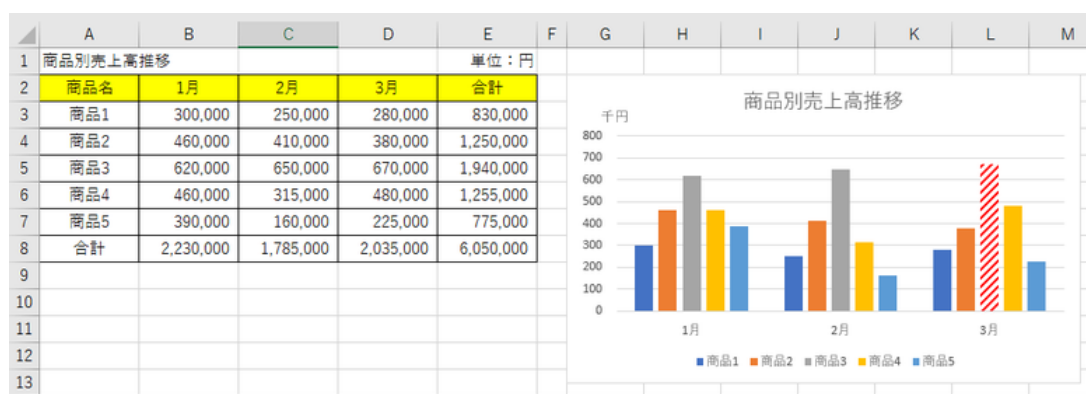 A B C D E F G H I J K L M
1 商品別売上高推移 単位：円
2 商品名 1月 2月 3月 合計
3 商品1 300,000 250,000 280,000 830,000
4 商品2 460,000 410,000 380,000 1,250,000
5 商品3 620,000 650,000 670,000 1,940,000
6 商品4 460,000 315,000 480,000 1,255,000
7 商品5 390,000 160,000 225,000 775,000
8 合計 2,230,000 1,785,000 2,035,000 6,050,000
9
10
11
12
13
商品別売上高推移
千円
800
700
600
500
400
300
200
100
0
1月 2月 3月
商品1 商品2 商品3 商品4 商品5